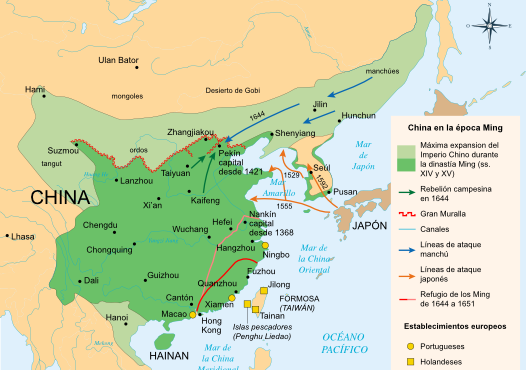 Ulan Bator
manchúes
Hami
Desierto de Gobi
mongoles
1644
Jilin
Hunchun
Zhangjiakou
Shenyiang
Suzmou
ordos
Pekín
capital
desde 1421
tangut
Taiyuan
Lanzhou
Seúl
Mar
de
Japón
1529
1592
Mar
Amarillo
Pusan
CHINA
Xi'an
Kaifeng
1555
Nankín
capital
desde 1368
JAPÓN
Chengdu
Hefei
Wuchang
Lhasa
Chongquing
Hangzhou
Ningbo
Mar de
la China
Oriental
Dali
Guizhou
Fuzhou
Quanzhou
Jilong
Cantón
Xiamen
FORMOSA
(TAIWÁN)
Macao
Hong
Kong
Tainan
Hanoi
Islas pescadores
(Penghu,Liedao)
OCÉANO
PACÍFICO
HAINAN
Mar de
la China
Meridional
Mekong
N
China en la época Ming
Máxima expansion del
Imperio Chino durante
la dinastía Ming (ss.
XIV y XV)
Rebelión campesina
en 1644
Gran Muralla
Canales
Líneas de ataque
manchú
Líneas de ataque
japonés
Refugio de los Ming
de 1644 a 1651
Establecimientos europeos
Portugueses
Holandeses